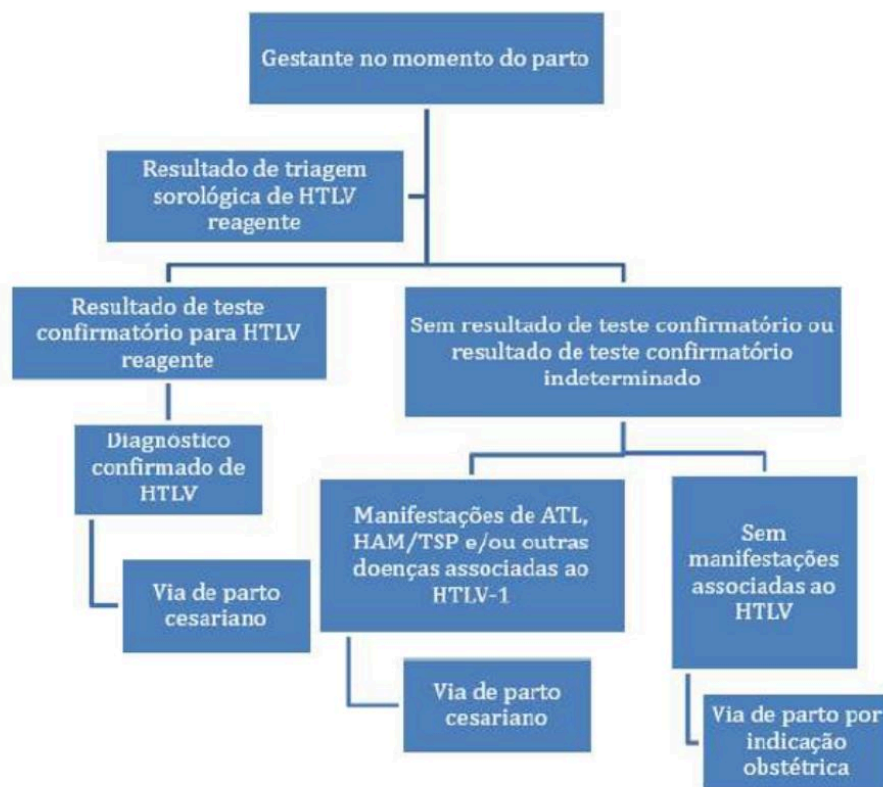 Gestante no momento do parto
Resultado de triagem
sorológica de HTLV
reagente
Resultado de teste
confirmatório para HTLV
reagente
Sem resultado de teste confirmatório ou
resultado de teste confirmatório
indeterminado
Diagnóstico
confirmado de
HTLV
Manifestações de ATL,
HAM/TSP e/ou outras
doenças associadas ao
HTLV-1
Sem
manifestações
associadas ao
HTLV
Via de parto
cesariano
Via de parto
cesariano
Via de parto por
indicação
obstétrica